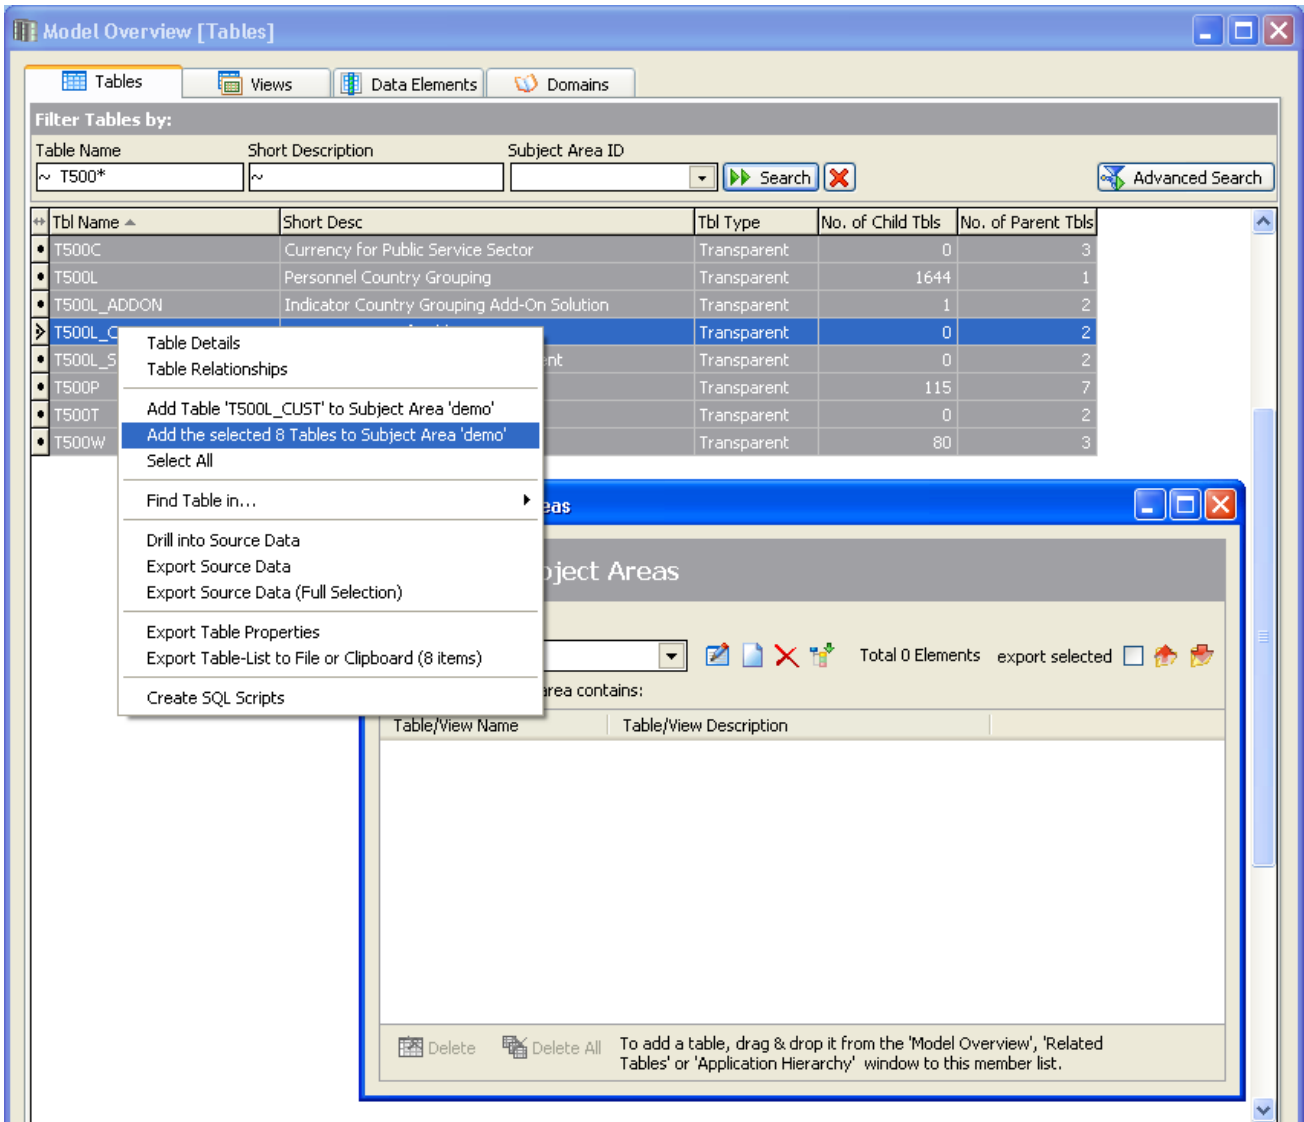 Model Overview [Tables]
Tables Views Data Elements Domains
Filter Tables by:
Table Name Short Description Subject Area ID
~ T500* ~ Search Advanced Search
Tbl Name Short Desc Tbl Type No. of Child Tbls No. of Parent Tbls
T500C Currency for Public Service Sector Transparent 0 3
T500L Personnel Country Grouping Transparent 1644 1
T500L_ADDON Indicator Country Grouping Add-On Solution Transparent 1 2
T500L_C Transparent 0 2
T500L_S nt Transparent 0 2
T500P Transparent 115 7
T500T Transparent 0 2
T500W Transparent 80 3
Table Details
Table Relationships
Add Table 'T500L_CUST' to Subject Area 'demo'
Add the selected 8 Tables to Subject Area 'demo'
Select All
Find Table in...
Drill into Source Data
Export Source Data
Export Source Data (Full Selection)
Export Table Properties
Export Table-List to File or Clipboard (8 items)
Create SQL Scripts
eas
bject Areas
Total 0 Elements export selected
area contains:
Table/View Name Table/View Description
Delete Delete All To add a table, drag & drop it from the 'Model Overview', 'Related
Tables' or 'Application Hierarchy' window to this member list.